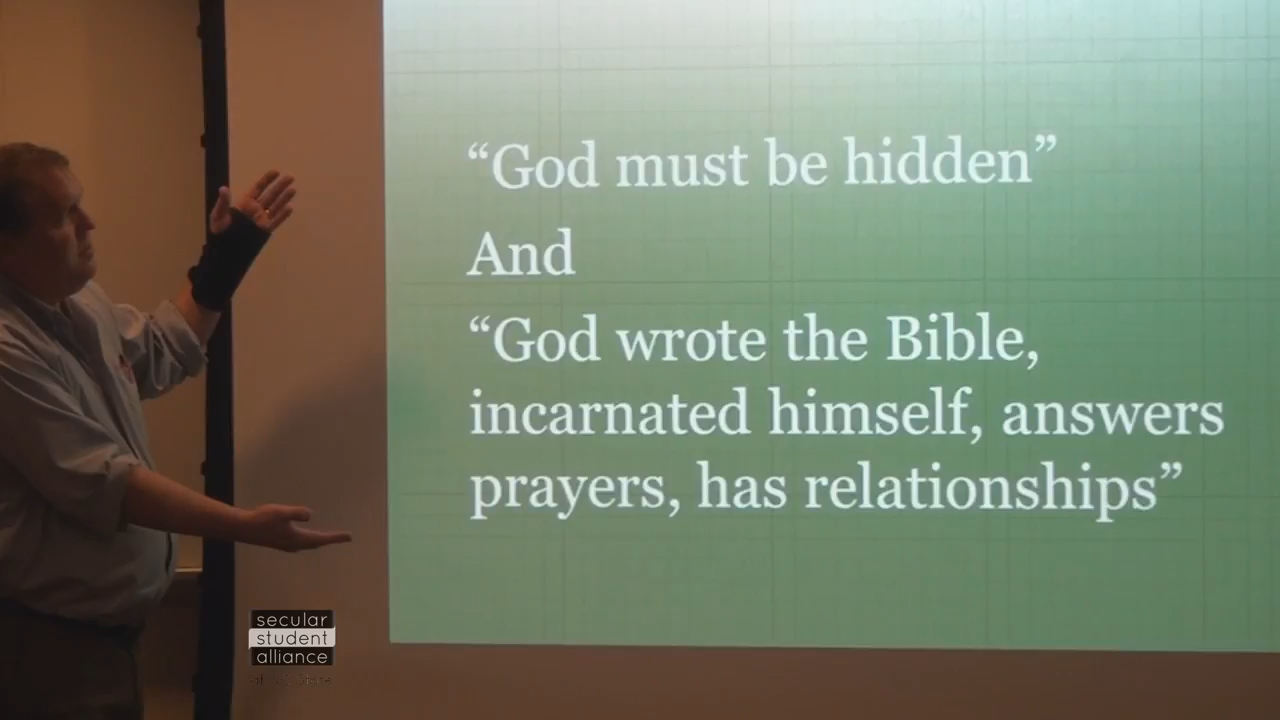 “God must be hidden”
And
“God wrote the Bible,
incarnated himself, answers
prayers, has relationships”
secular
student
alliance